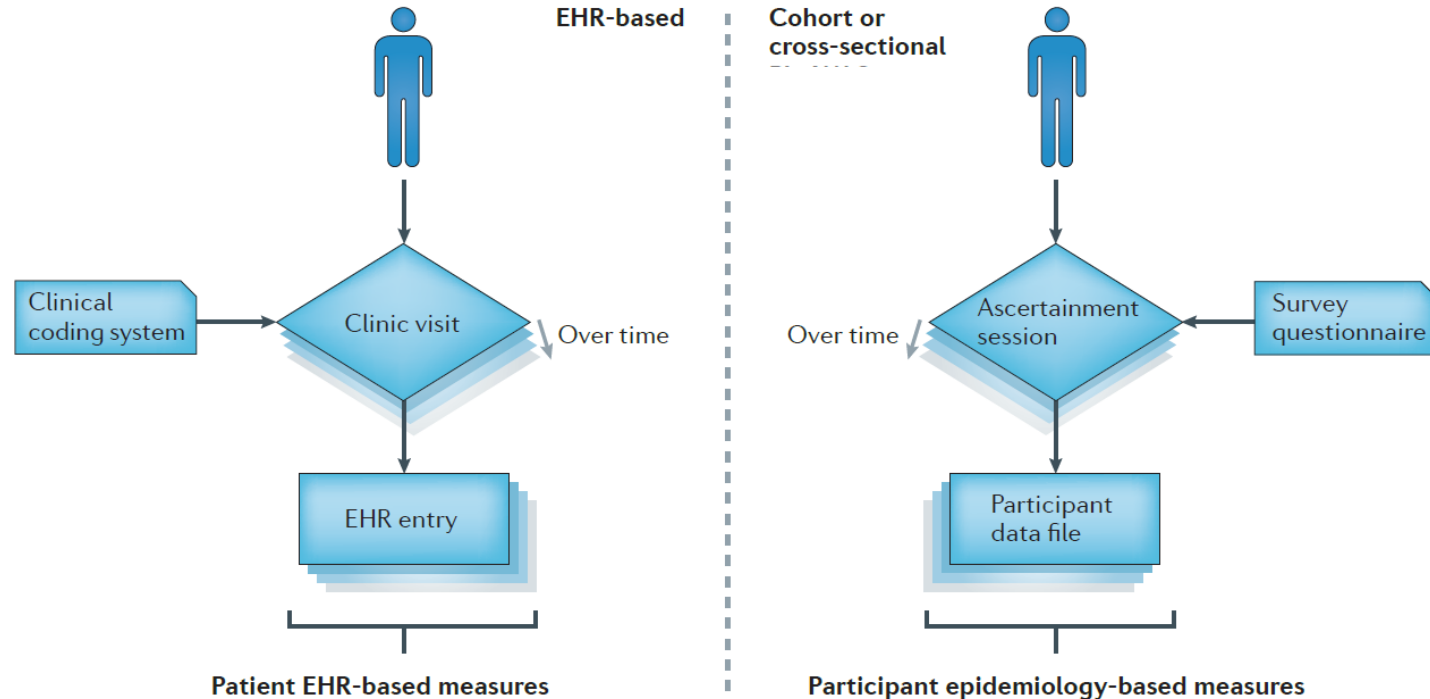 EHR-based
Cohort or
cross-sectional
Clinical
coding system
Clinic visit
Over time
EHR entry
Patient EHR-based measures
Over time
Ascertainment
session
Survey
questionnaire
Participant
data file
Participant epidemiology-based measures